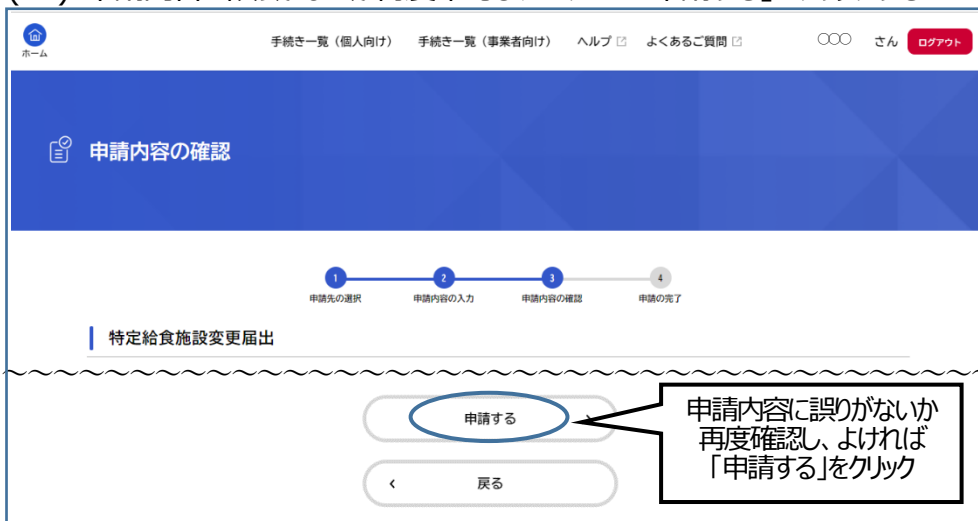 ホーム
手続き一覧（個人向け） 手続き一覧（事業者向け） ヘルプ よくあるご質問 ○○○ さん ログアウト
申請内容の確認
1 2 3 4
申請先の選択 申請内容の入力 申請内容の確認 申請の完了
特定給食施設変更届出
申請する
申請内容に誤りがないか
再度確認し、よければ
「申請する」をクリック
戻る